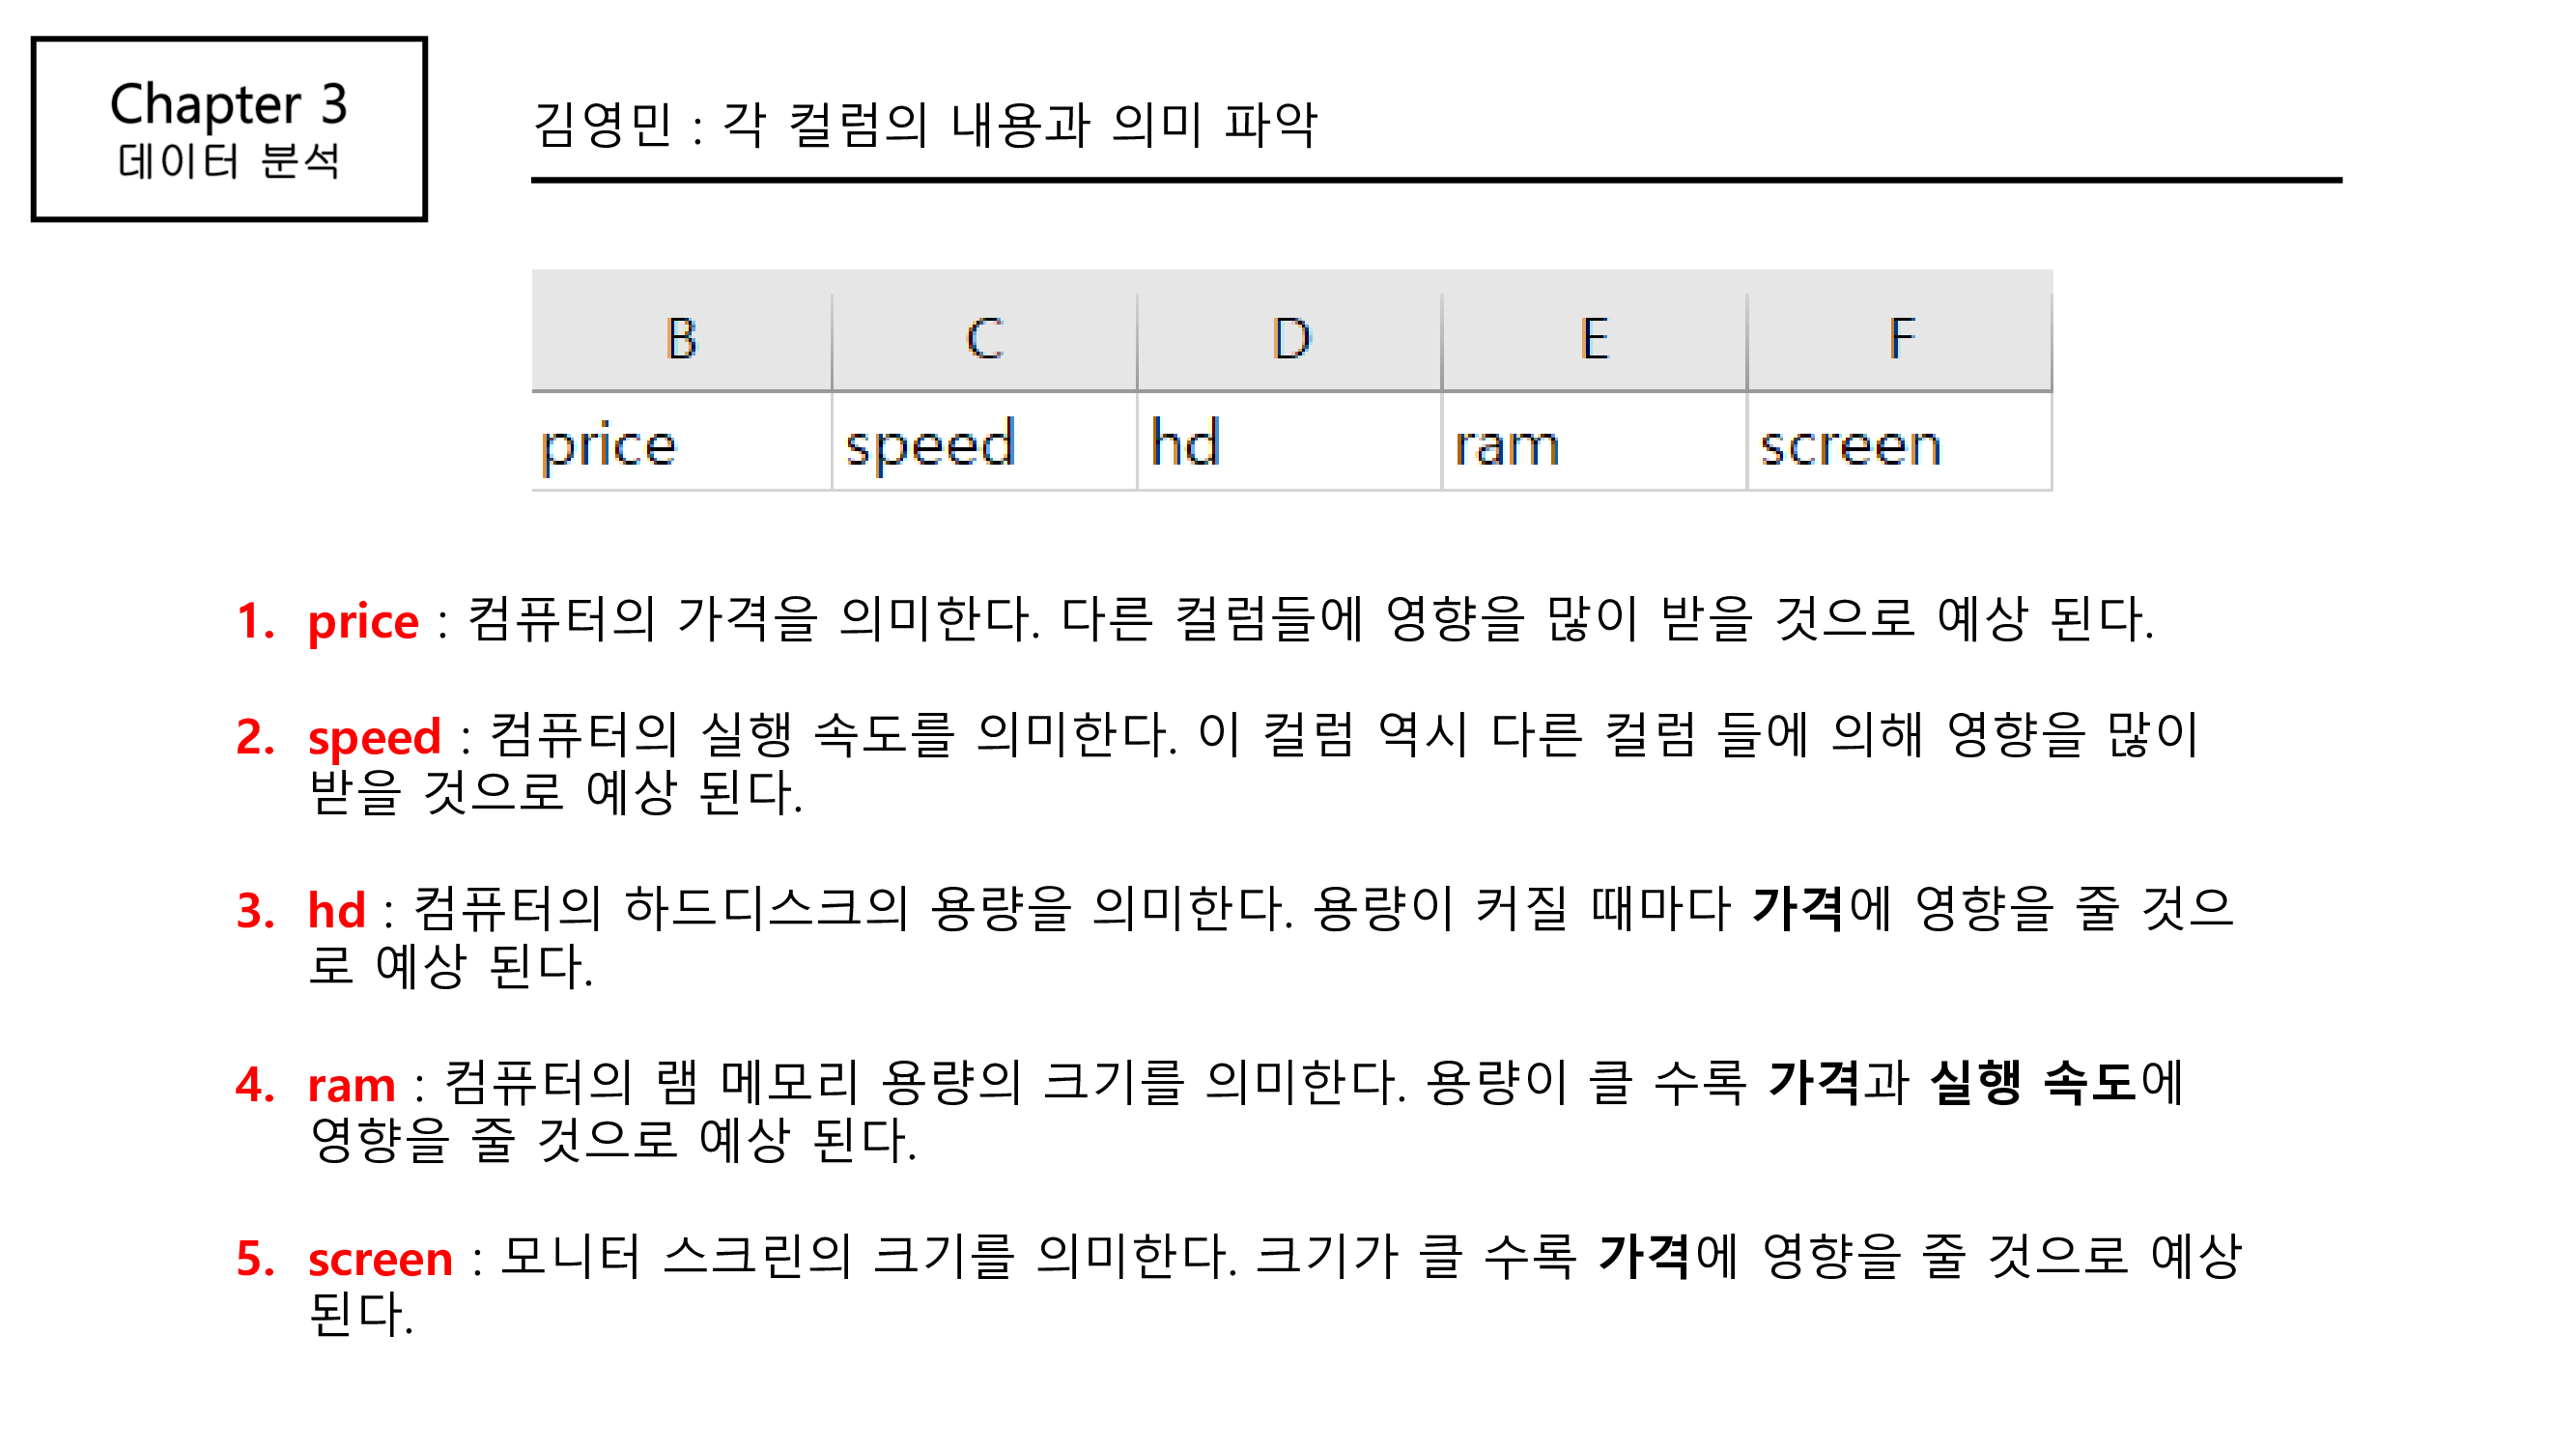 Chapter 3
데이터 분석
김영민 : 각 컬럼의 내용과 의미 파악
B C D E F
price speed hd ram screen
1. price : 컴퓨터의 가격을 의미한다. 다른 컬럼들에 영향을 많이 받을 것으로 예상 된다.
2. speed : 컴퓨터의 실행 속도를 의미한다. 이 컬럼 역시 다른 컬럼 들에 의해 영향을 많이
받을 것으로 예상 된다.
3. hd : 컴퓨터의 하드디스크의 용량을 의미한다. 용량이 커질 때마다 가격에 영향을 줄 것으
로 예상 된다.
4. ram : 컴퓨터의 램 메모리 용량의 크기를 의미한다. 용량이 클 수록 가격과 실행 속도에
영향을 줄 것으로 예상 된다.
5. screen : 모니터 스크린의 크기를 의미한다. 크기가 클 수록 가격에 영향을 줄 것으로 예상
된다.